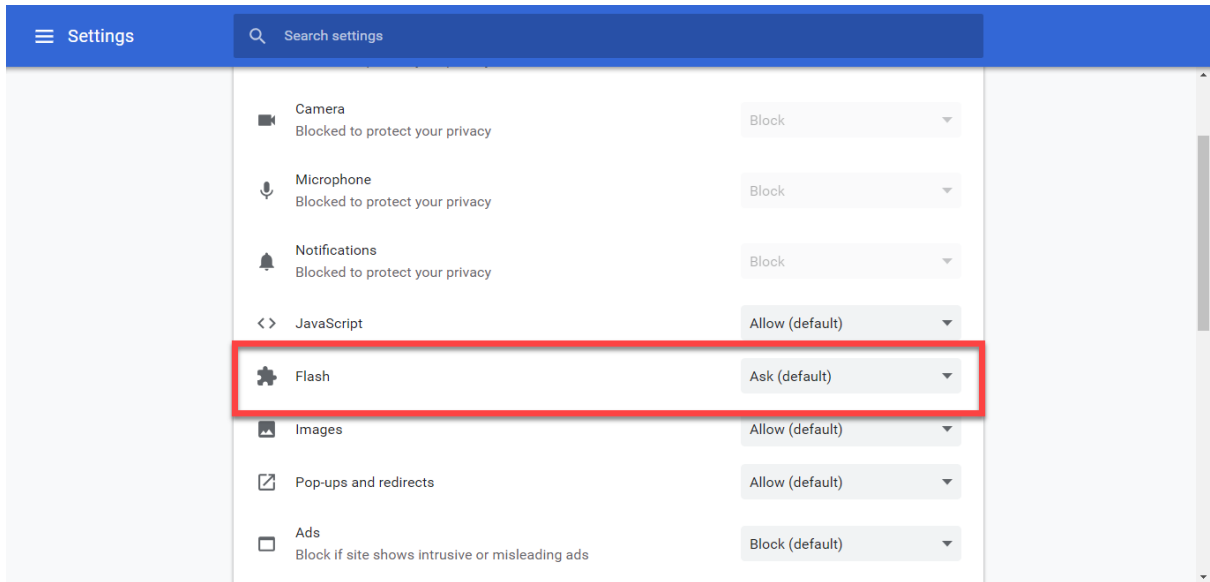 Settings
Search settings
Camera
Blocked to protect your privacy
Block
Microphone
Blocked to protect your privacy
Block
Notifications
Blocked to protect your privacy
Block
JavaScript
Allow (default)
Flash
Ask (default)
Images
Allow (default)
Pop-ups and redirects
Allow (default)
Ads
Block if site shows intrusive or misleading ads
Block (default)